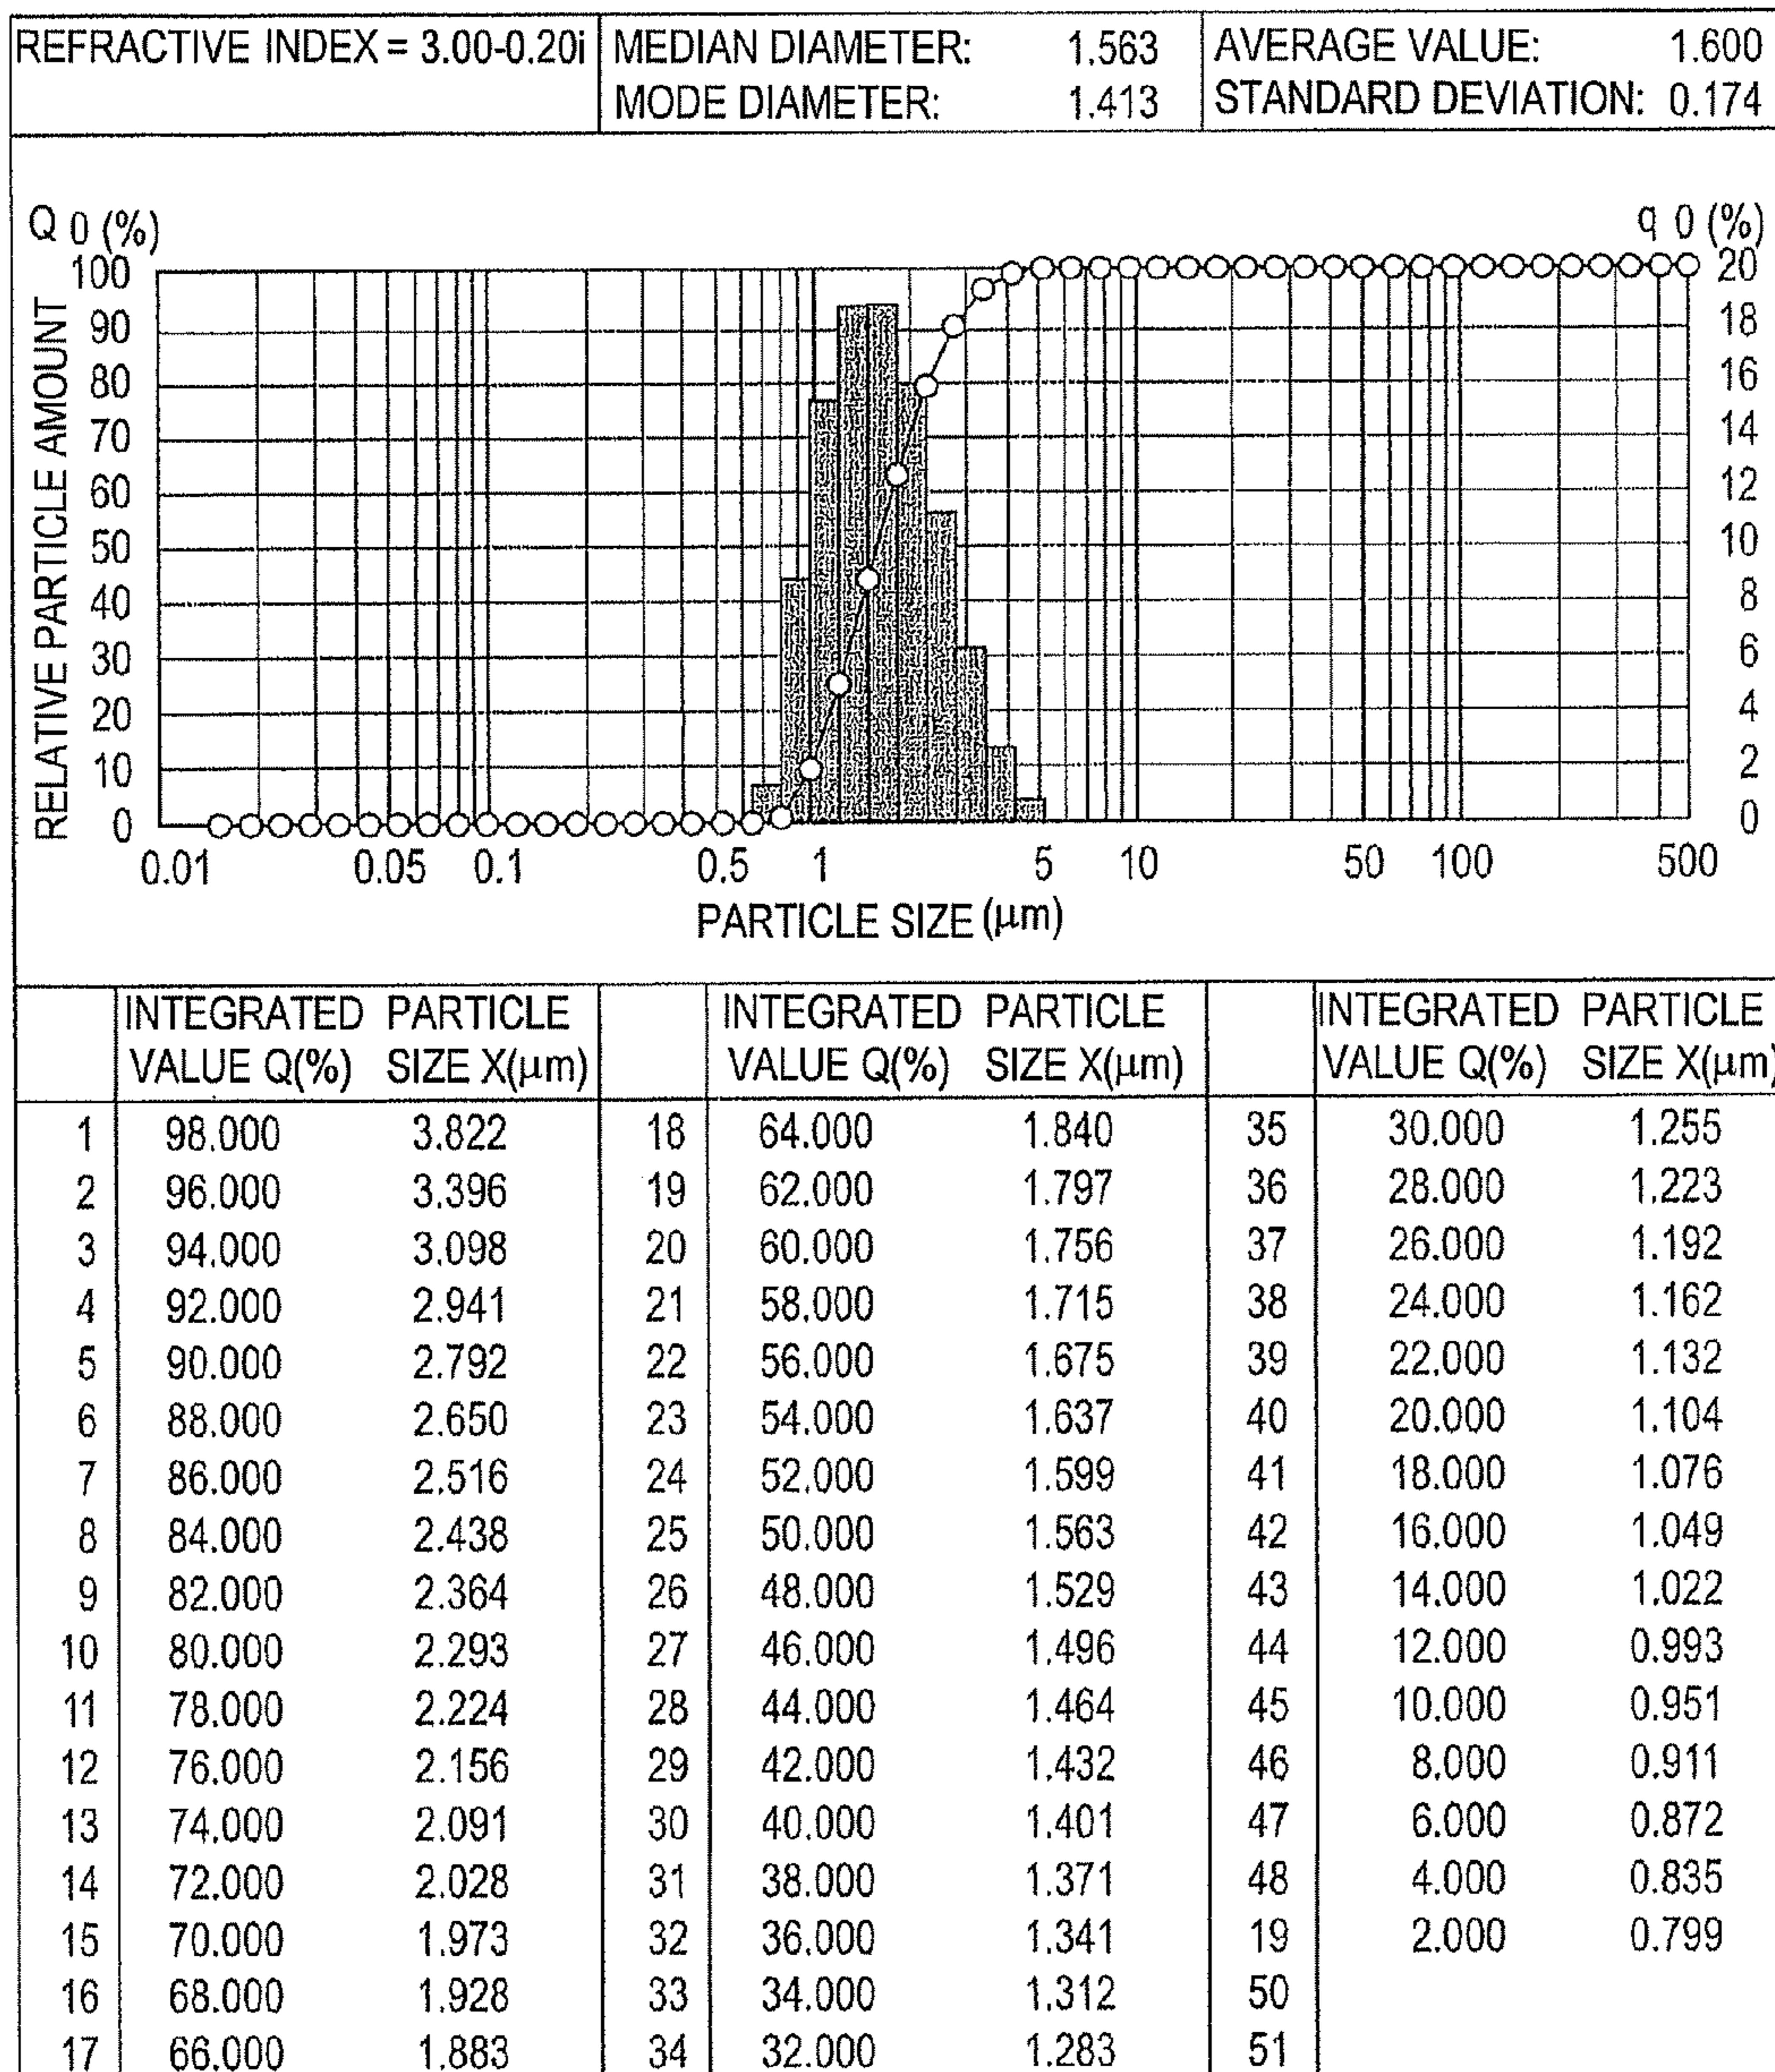 REFRACTIVE INDEX = 3.00-0.20i
MEDIAN DIAMETER: 1.563
MODE DIAMETER: 1.413
AVERAGE VALUE: 1.600
STANDARD DEVIATION: 0.174
Q 0 (%)
q 0 (%)
RELATIVE PARTICLE AMOUNT
100 20
90 18
80 16
70 14
60 12
50 10
40 8
30 6
20 4
10 2
0 0
0.01 0.05 0.1 0.5 1 5 10 50 100 500
PARTICLE SIZE (μm)
INTEGRATED PARTICLE INTEGRATED PARTICLE INTEGRATED PARTICLE
VALUE Q(%) SIZE X(μm) VALUE Q(%) SIZE X(μm) VALUE Q(%) SIZE X(μm)
1 98.000 3.822 18 64.000 1.840 35 30.000 1.255
2 96.000 3.396 19 62.000 1.797 36 28.000 1.223
3 94.000 3.098 20 60.000 1.756 37 26.000 1.192
4 92.000 2.941 21 58.000 1.715 38 24.000 1.162
5 90.000 2.792 22 56.000 1.675 39 22.000 1.132
6 88.000 2.650 23 54.000 1.637 40 20.000 1.104
7 86.000 2.516 24 52.000 1.599 41 18.000 1.076
8 84.000 2.438 25 50.000 1.563 42 16.000 1.049
9 82.000 2.364 26 48.000 1.529 43 14.000 1.022
10 80.000 2.293 27 46.000 1.496 44 12.000 0.993
11 78.000 2.224 28 44.000 1.464 45 10.000 0.951
12 76.000 2.156 29 42.000 1.432 46 8.000 0.911
13 74.000 2.091 30 40.000 1.401 47 6.000 0.872
14 72.000 2.028 31 38.000 1.371 48 4.000 0.835
15 70.000 1.973 32 36.000 1.341 19 2.000 0.799
16 68.000 1.928 33 34.000 1.312 50
17 66.000 1.883 34 32.000 1.283 51